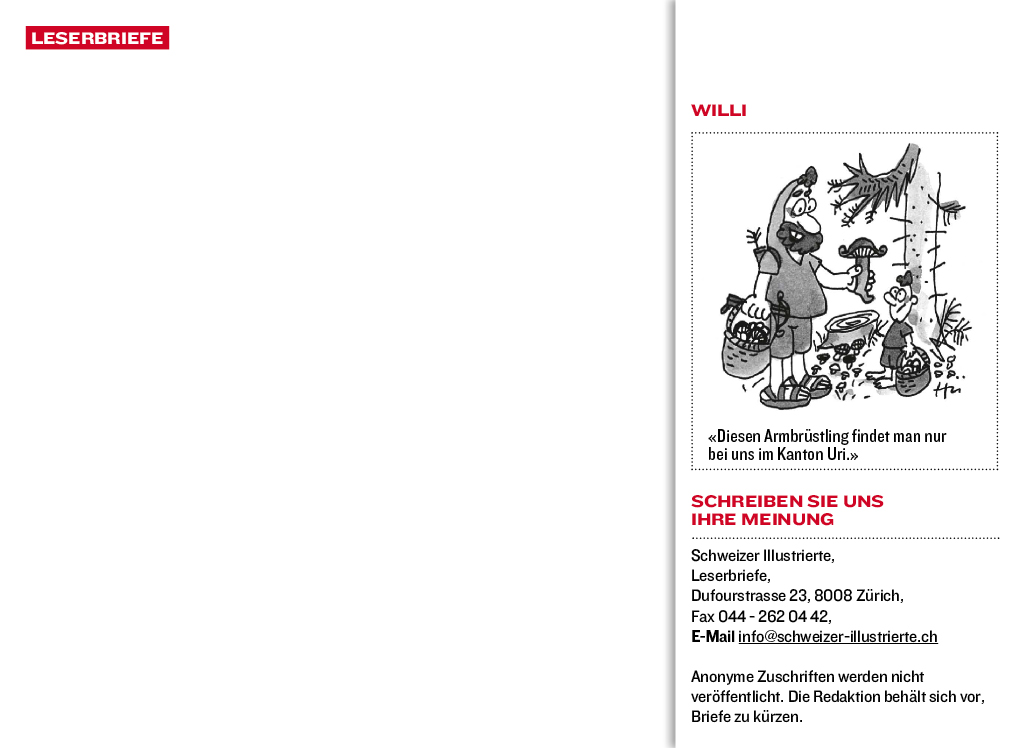 LESERBRIEFE
WILLI
«Diesen Armbrüstling findet man nur
bei uns im Kanton Uri.»
SCHREIBEN SIE UNS
IHRE MEINUNG
Schweizer Illustrierte,
Leserbriefe,
Dufourstrasse 23, 8008 Zürich,
Fax 044 - 262 04 42,
E-Mail info@schweizer-illustrierte.ch
Anonyme Zuschriften werden nicht
veröffentlicht. Die Redaktion behält sich vor,
Briefe zu kürzen.